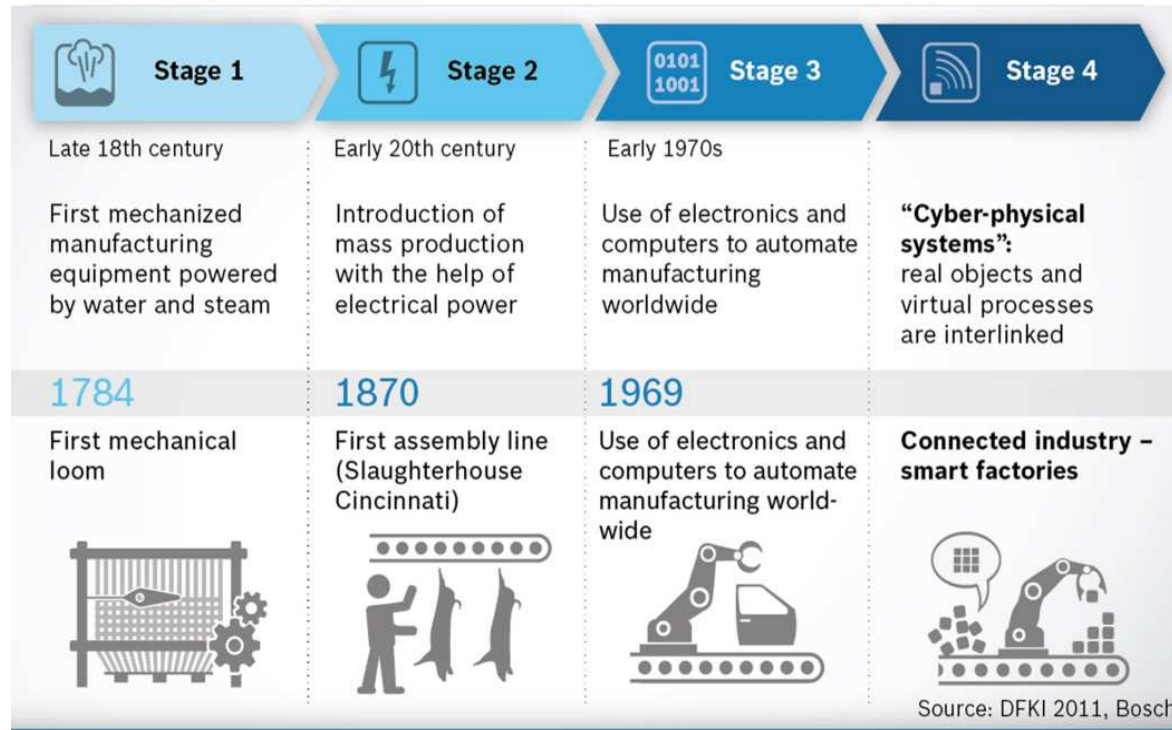 0101
1001
Stage 1
Stage 2
Stage 3
Stage 4
Late 18th century
First mechanized
manufacturing
equipment powered
by water and steam
Early 20th century
Introduction of
mass production
with the help of
electrical power
Early 1970s
Use of electronics and
computers to automate
manufacturing
worldwide
“Cyber-physical
systems”:
real objects and
virtual processes
are interlinked
1784
First mechanical
loom
1870
First assembly line
(Slaughterhouse
Cincinnati)
1969
Use of electronics and
computers to automate
manufacturing world-
wide
Connected industry –
smart factories
Source: DFKI 2011, Bosch